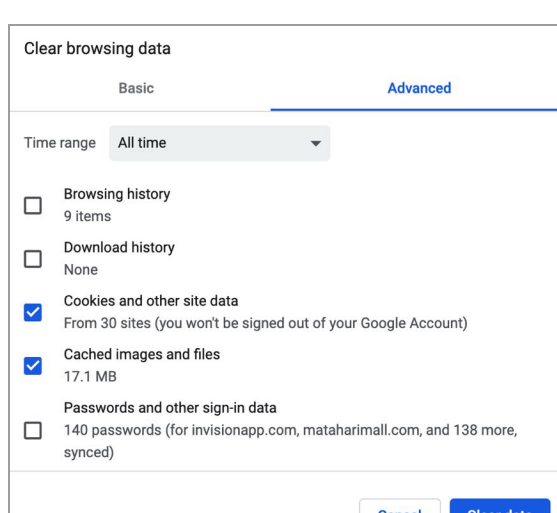 Clear browsing data
Basic Advanced
Time range All time
Browsing history
9 items
Download history
None
Cookies and other site data
From 30 sites (you won't be signed out of your Google Account)
Cached images and files
17.1 MB
Passwords and other sign-in data
140 passwords (for invisionapp.com, mataharimall.com, and 138 more,
synced)
Cancel Clear data